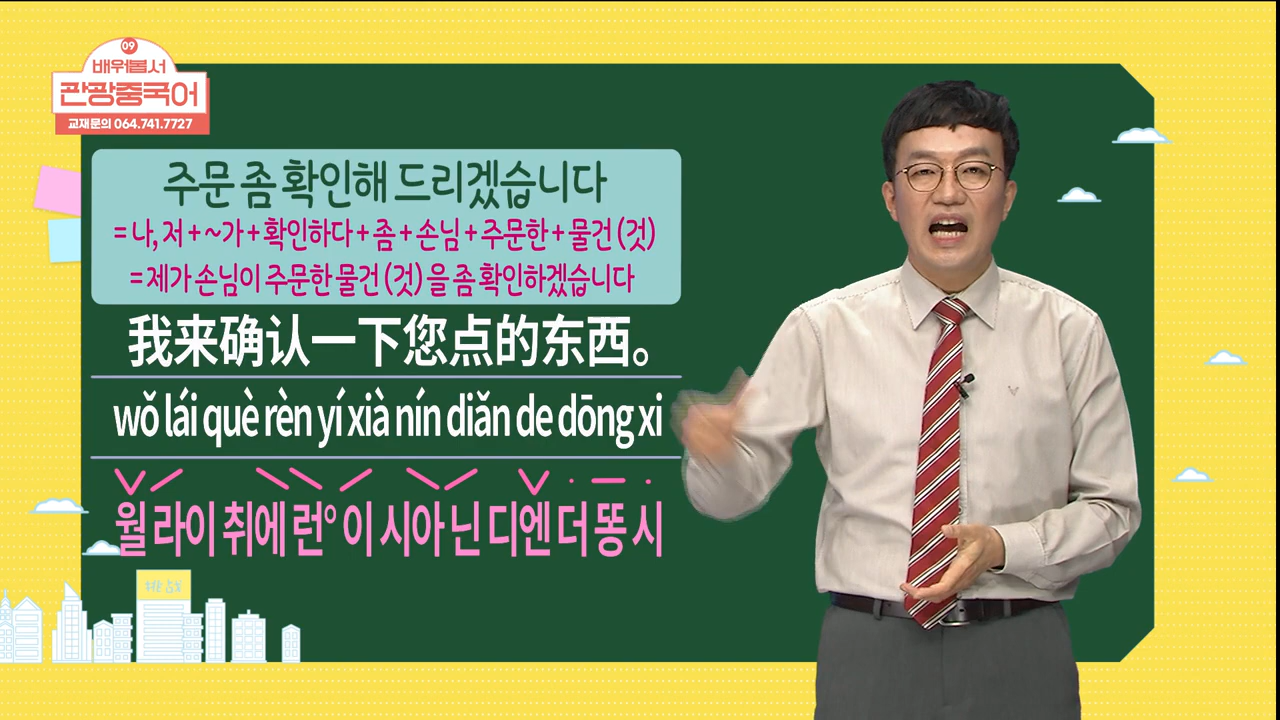 09
배워봅서
관광중국어
교재문의 064.741.7727
주문 좀 확인해 드리겠습니다
= 나, 저 + ~가 + 확인하다 + 좀 + 손님 + 주문한 + 물건 (것)
= 제가 손님이 주문한 물건 (것) 을 좀 확인하겠습니다
我来确认一下您点的东西。
wǒ lái què rèn yí xià nín diǎn de dōng xi
월 라이 취에 런° 이 시아 닌 디엔 더 똥 시